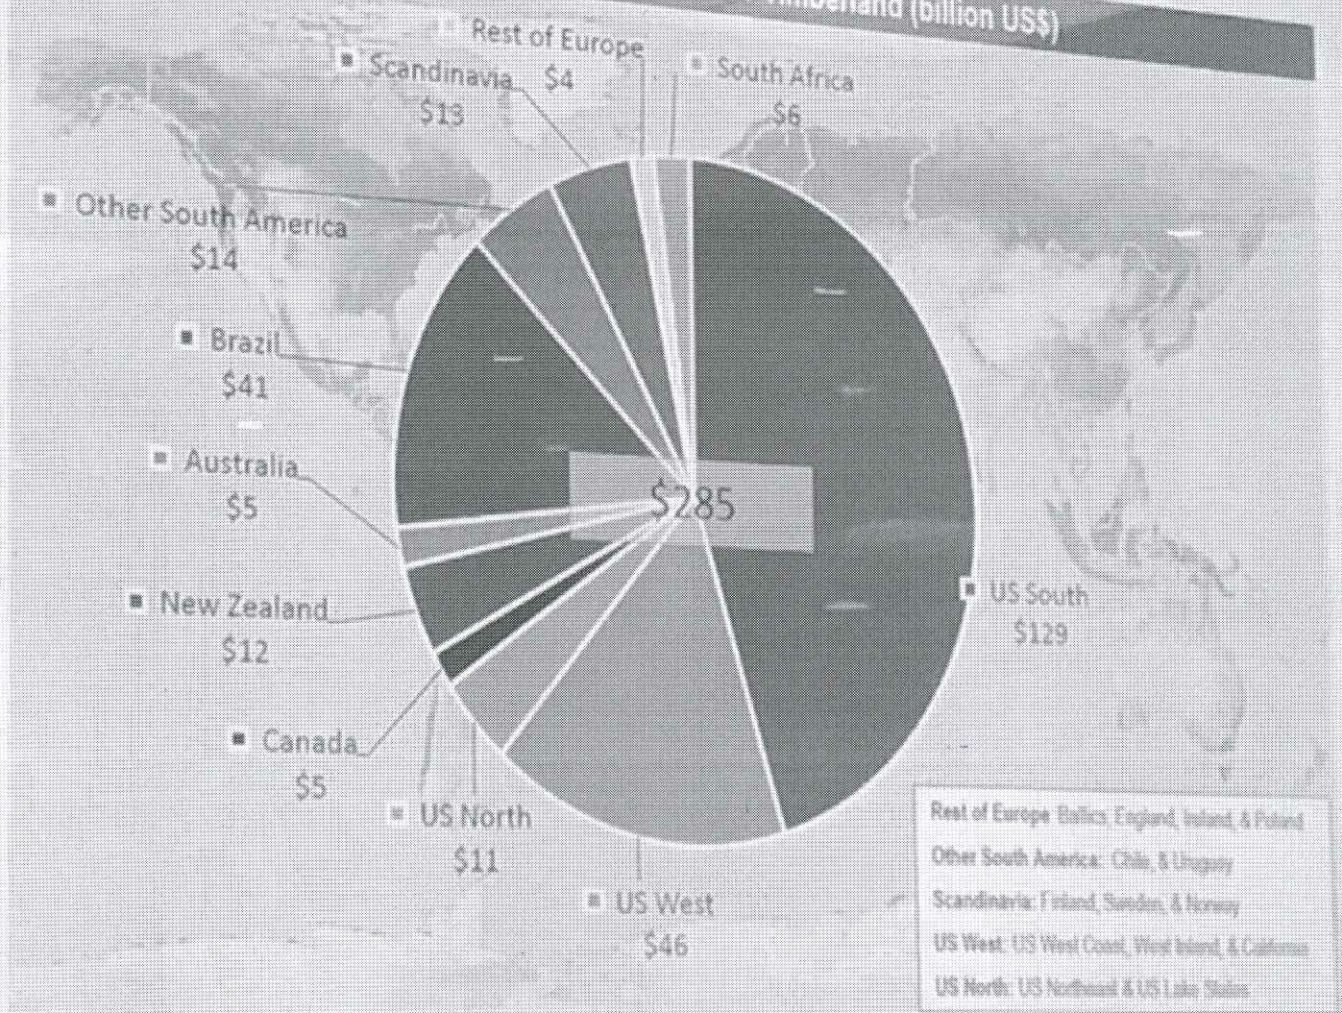 Timberland (billion US$)
Rest of Europe
$4
Scandinavia
$13
South Africa
$6
Other South America
$14
Brazil
$41
Australia
$5
$285
New Zealand
$12
US South
$129
Canada
$5
US North
$11
US West
$46
Rest of Europe: Baltics, England, Ireland, & Poland
Other South America: Chile, & Uruguay
Scandinavia: Finland, Sweden, & Norway
US West: US West Coast, West Inland, & California
US North: US Northeast & US Lake States